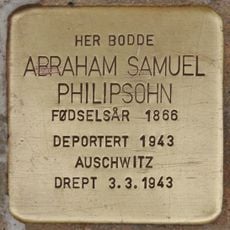 HER BODDE
ABRAHAM SAMUEL
PHILIPSOHN
FØDSELSÅR 1866
DEPORTERT 1943
AUSCHWITZ
DREPT 3.3.1943